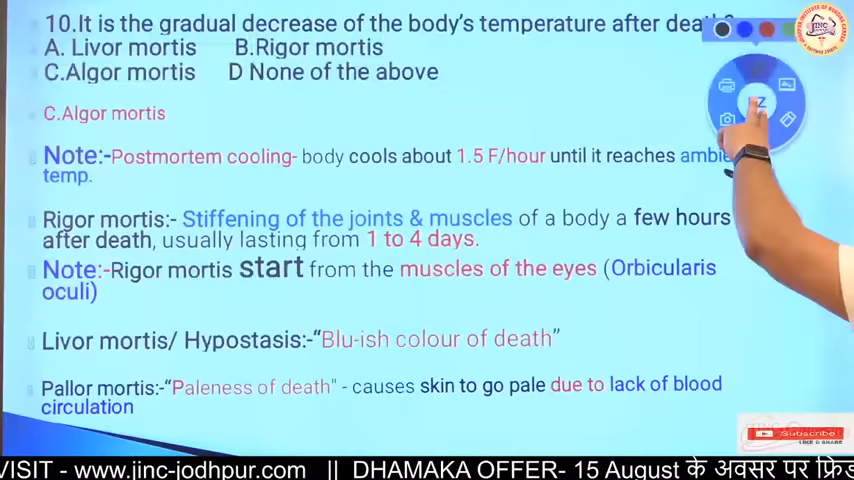 10.It is the gradual decrease of the body's temperature after death?
A. Livor mortis B.Rigor mortis
C.Algor mortis D None of the above
C.Algor mortis
Note:-Postmortem cooling- body cools about 1.5 F/hour until it reaches ambie
temp.
Rigor mortis:- Stiffening of the joints & muscles of a body a few hours
after death, usually lasting from 1 to 4 days.
Note:-Rigor mortis start from the muscles of the eyes (Orbicularis
oculi)
Livor mortis/ Hypostasis:-“Blu-ish colour of death”
Pallor mortis:-“Paleness of death" - causes skin to go pale due to lack of blood
circulation
JINC
Subscribe!
LIKE & SHARE
VISIT - www.jinc-jodhpur.com || DHAMAKA OFFER- 15 August के अवसर पर